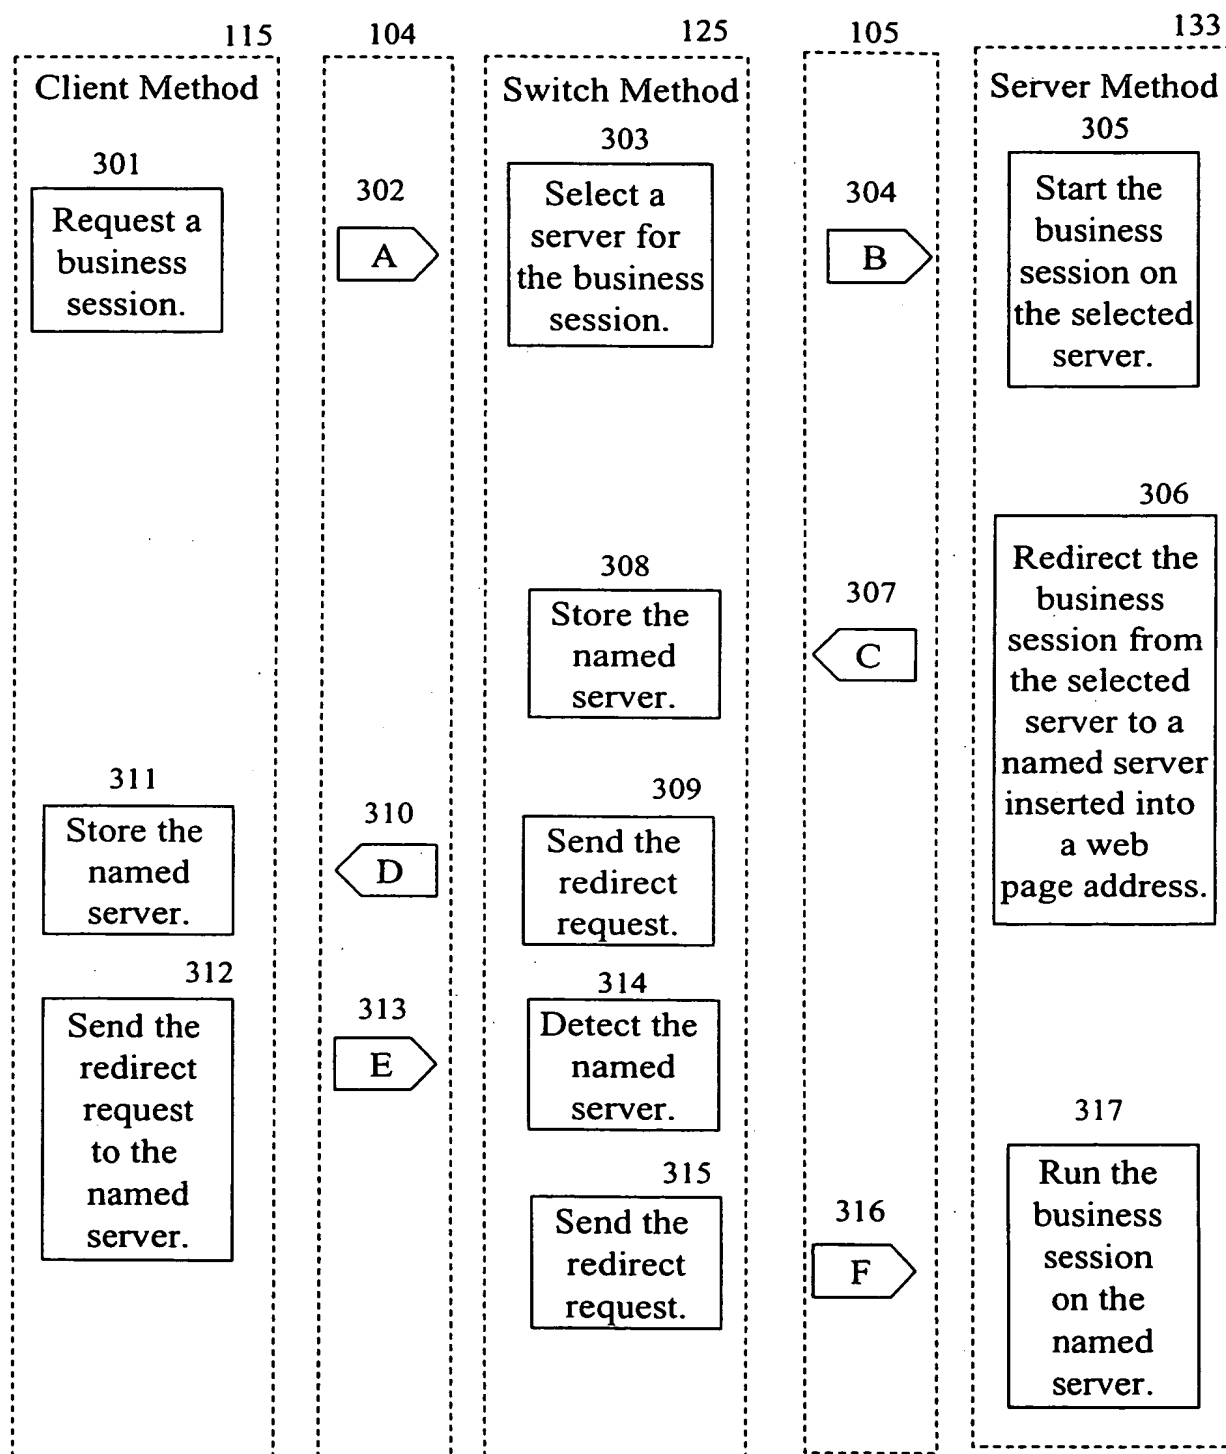 115
104
125
105
133
Client Method
Switch Method
Server Method
301
Request a
business
session.
302
A
303
Select a
server for
the business
session.
304
B
305
Start the
business
session on
the selected
server.
306
Redirect the
business
session from
the selected
server to a
named server
inserted into
a web
page address.
307
C
308
Store the
named
server.
309
Send the
redirect
request.
310
D
311
Store the
named
server.
312
Send the
redirect
request
to the
named
server.
313
E
314
Detect the
named
server.
315
Send the
redirect
request.
316
F
317
Run the
business
session
on the
named
server.